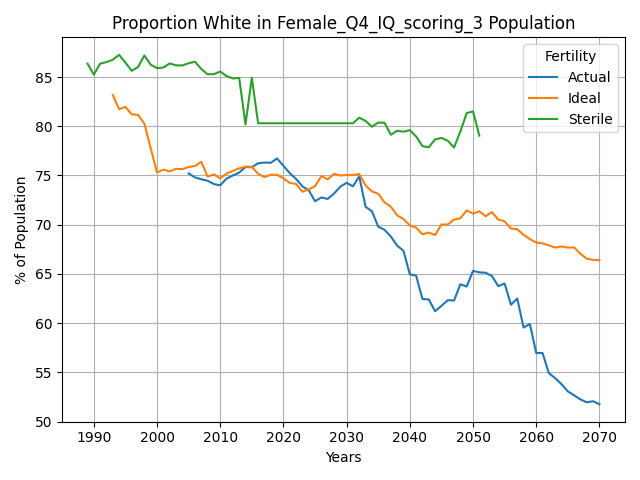 Proportion White in Female_Q4_IQ_scoring_3 Population
Fertility
Actual
Ideal
Sterile
% of Population
85
80
75
70
65
60
55
50
1990
2000
2010
2020
2030
2040
2050
2060
2070
Years